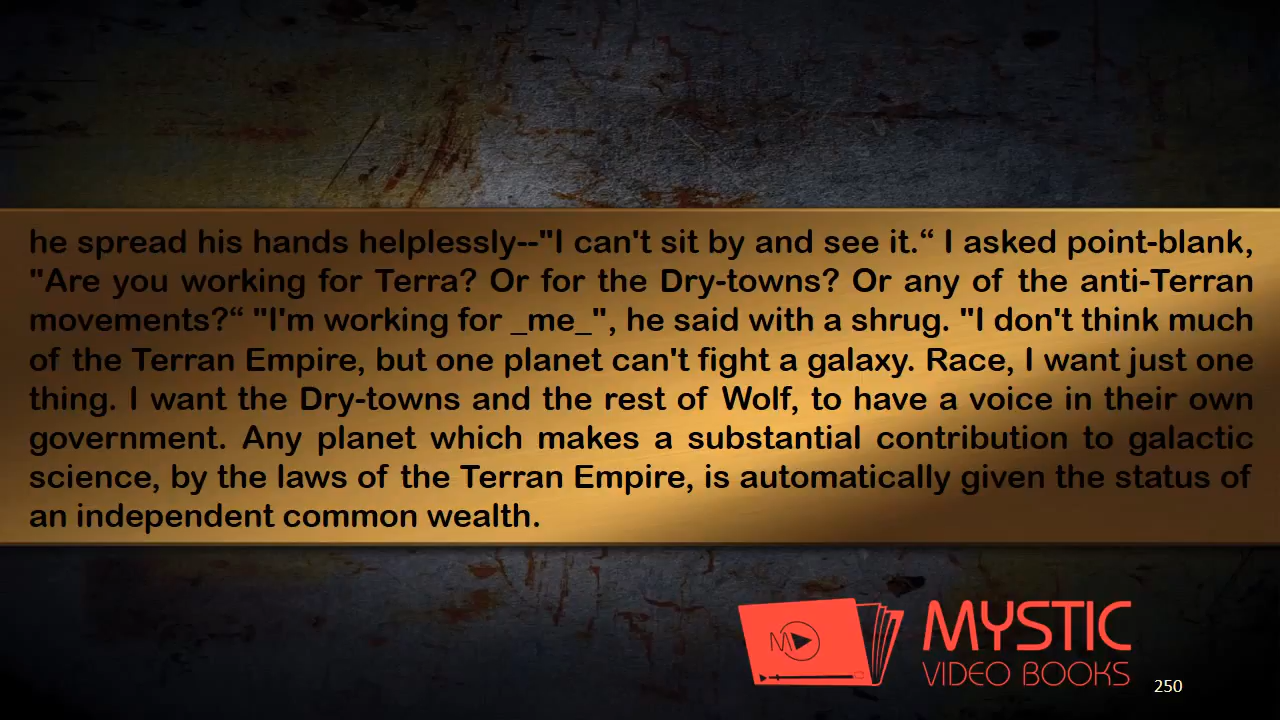 he spread his hands helplessly--"I can't sit by and see it.“ I asked point-blank,
"Are you working for Terra? Or for the Dry-towns? Or any of the anti-Terran
movements?“ "I'm working for _me_", he said with a shrug. "I don't think much
of the Terran Empire, but one planet can't fight a galaxy. Race, I want just one
thing. I want the Dry-towns and the rest of Wolf, to have a voice in their own
government. Any planet which makes a substantial contribution to galactic
science, by the laws of the Terran Empire, is automatically given the status of
an independent common wealth.
MYSTIC
VIDEO BOOKS
250